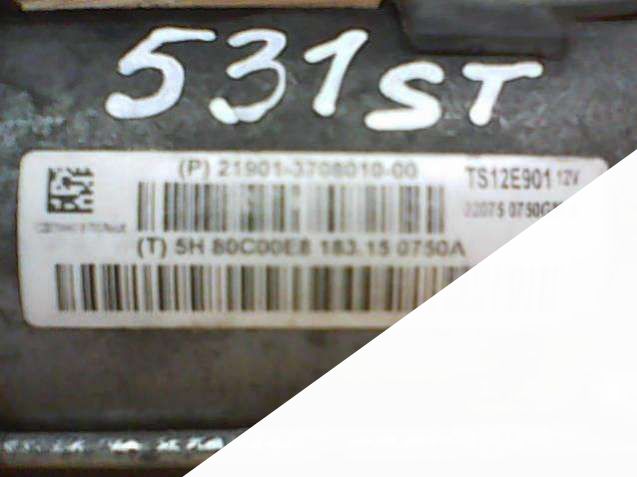 531ST
(P) 21901-3708010-00
TS12E901 12V
(T) 5H 80C00E8 183.15 0750A